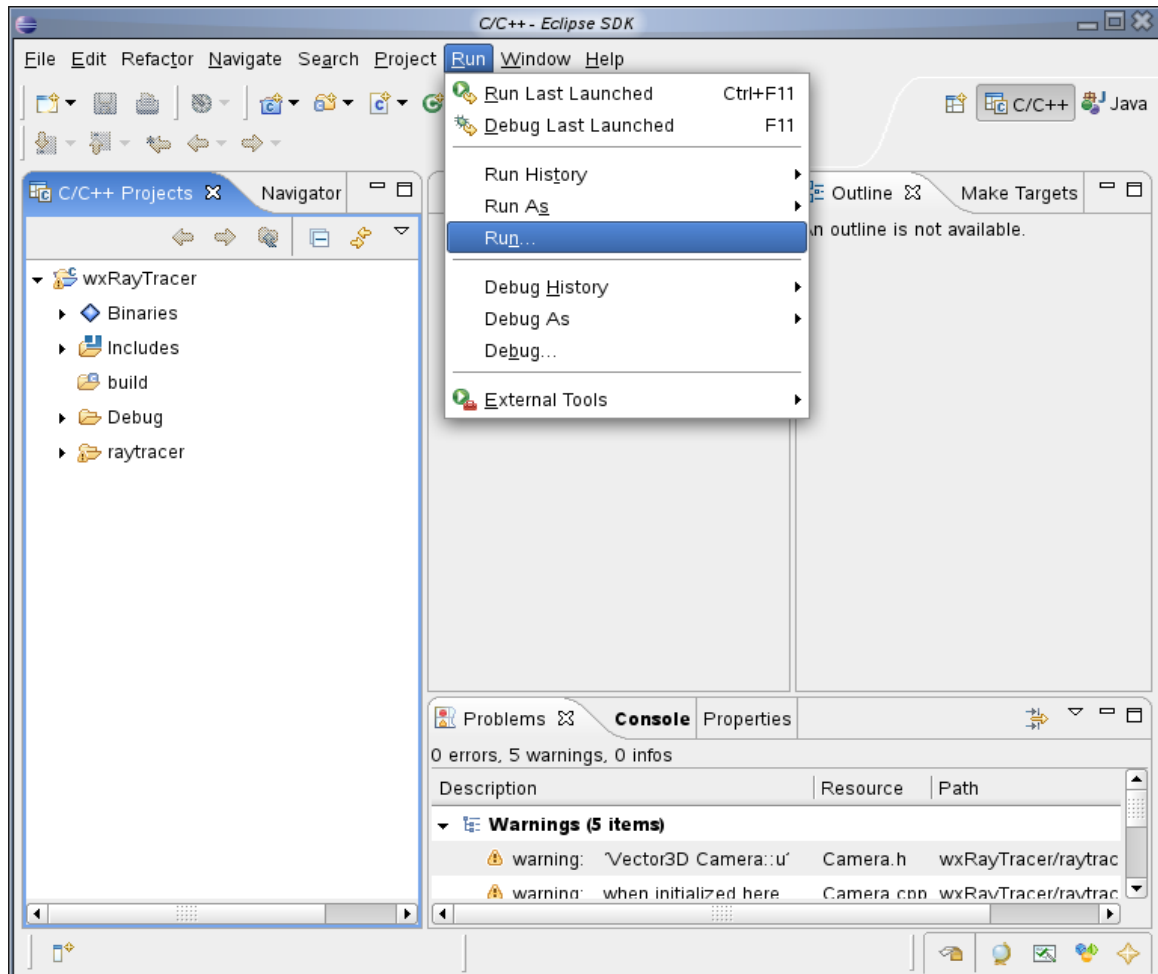 C/C++ - Eclipse SDK
File Edit Refactor Navigate Search Project Run Window Help
C/C++ Java
Run Last Launched Ctrl+F11
Debug Last Launched F11
Run History
Run As
Run...
Debug History
Debug As
Debug...
External Tools
C/C++ Projects Navigator
wxRayTracer
Binaries
Includes
build
Debug
raytracer
Outline Make Targets
An outline is not available.
Problems Console Properties
0 errors, 5 warnings, 0 infos
Description Resource Path
Warnings (5 items)
warning: 'Vector3D Camera::u' Camera.h wxRayTracer/raytrac
warning: when initialized here Camera.cpp wxRayTracer/raytrac